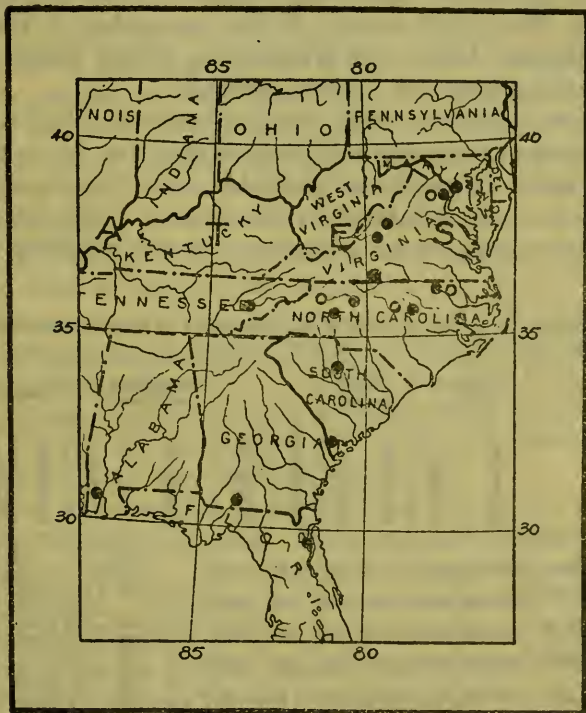 85 80
NOIS
INDIANA
OHIO
PENNSYLVANIA
40 40
WEST
VIRGINIA
KENTUCKY
A T E S
VIRGINIA
ENNESSEE
NORTH CAROLINA
35 35
SOUTH
CAROLINA
ALABAMA
GEORGIA
30 30
F L O R I
85 80